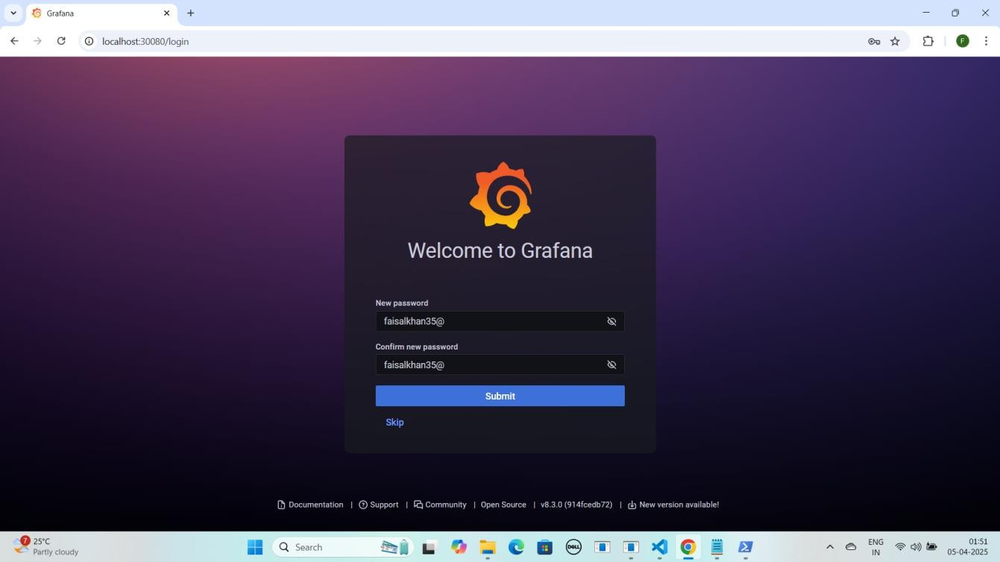 Grafana
localhost:30080/login
F
Welcome to Grafana
New password
faisalkhan35@
Confirm new password
faisalkhan35@
Submit
Skip
Documentation | Support | Community | Open Source | v8.3.0 (914fcedb72) | New version available!
7
25°C
Partly cloudy
Search
DELL
ENG
IN
01:51
05-04-2025